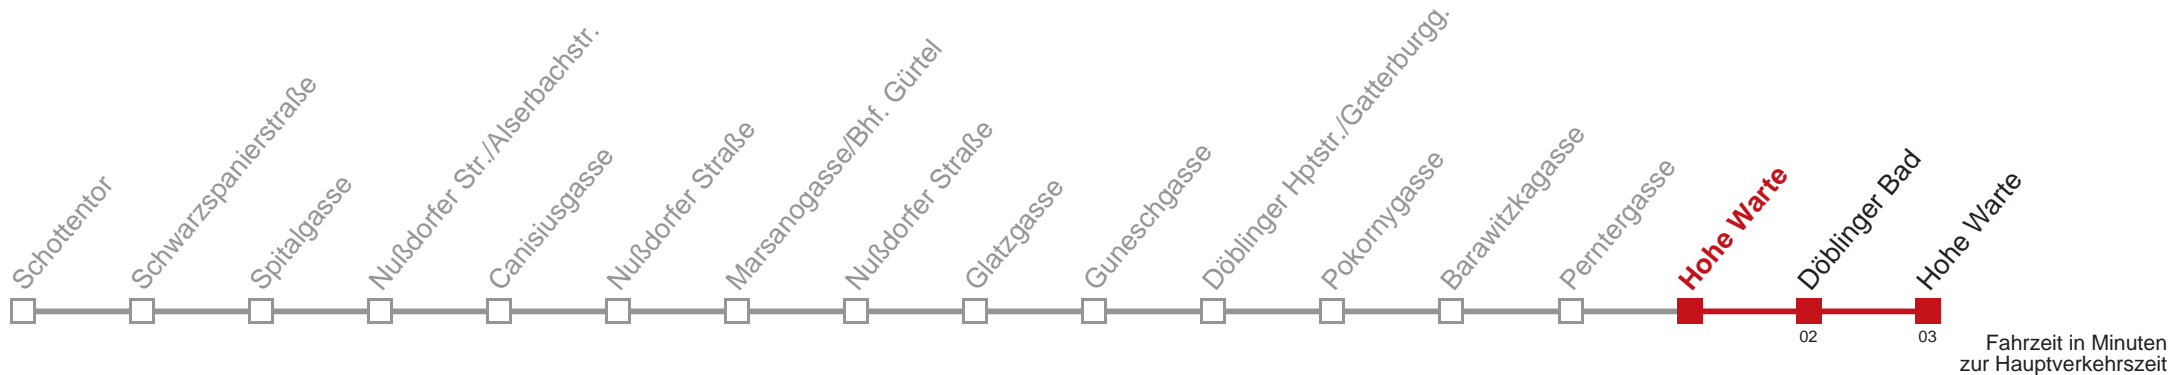 Schottentor
Schwarzspanierstraße
Spitalgasse
Nußdorfer Str./Alserbachstr.
Canisiusgasse
Nußdorfer Straße
Marsanogasse/Bhf. Gürtel
Nußdorfer Straße
Glatzgasse
Guneschgasse
Döblinger Hptstr./Gatterburgg.
Pokornygasse
Barawitzkagasse
Perntergasse
Hohe Warte
Döblinger Bad
Hohe Warte
02
03
Fahrzeit in Minuten
zur Hauptverkehrszeit